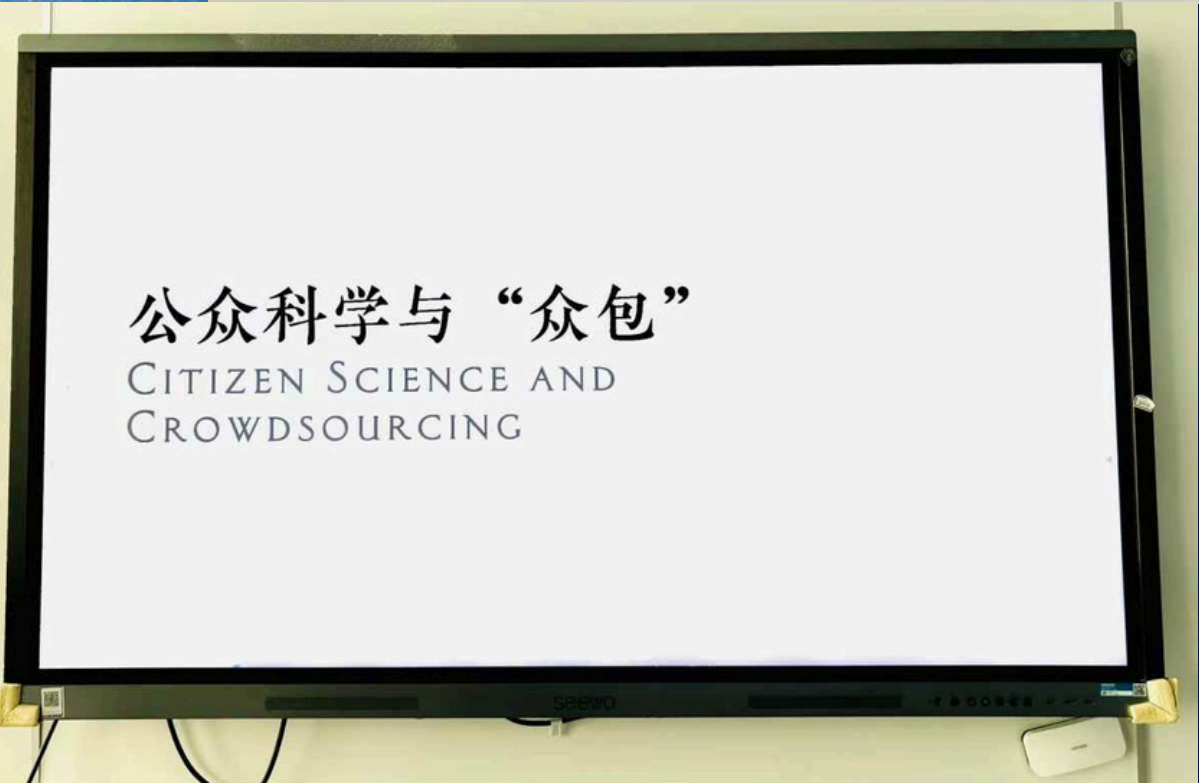 公众科学与“众包”
CITIZEN SCIENCE AND
CROWDSOURCING
seewo